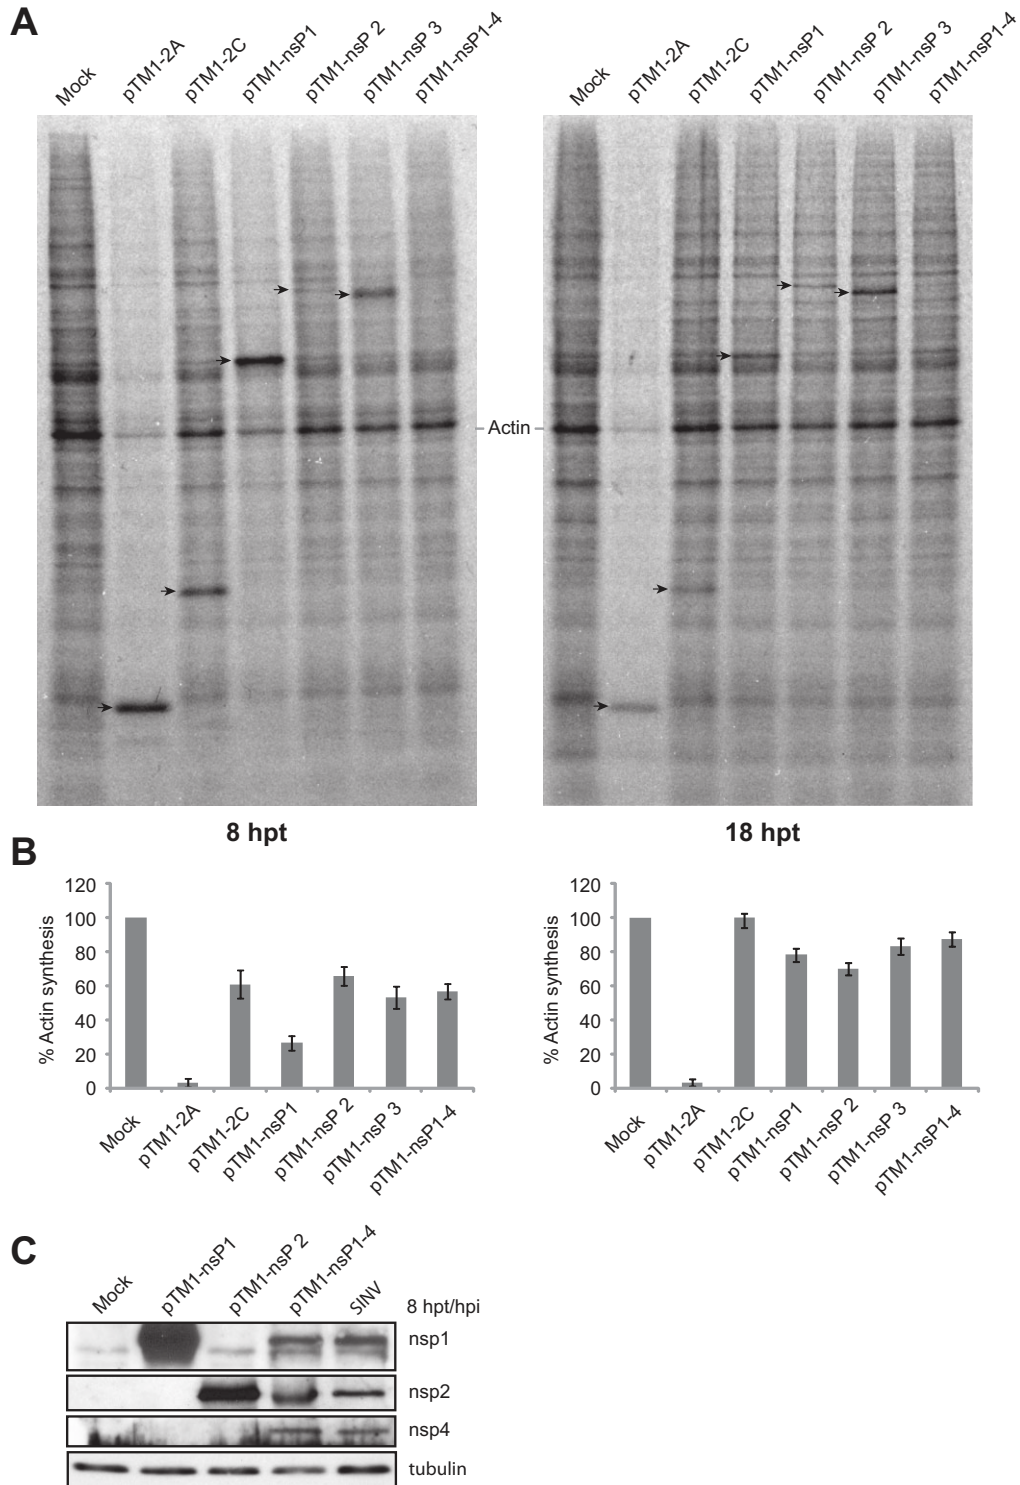 A
Mock pTM1-2A pTM1-2C pTM1-nsP1 pTM1-nsP 2 pTM1-nsP 3 pTM1-nsP1-4
Mock pTM1-2A pTM1-2C pTM1-nsP1 pTM1-nsP 2 pTM1-nsP 3 pTM1-nsP1-4
Actin
8 hpt
18 hpt
B
% Actin synthesis
120
100
80
60
40
20
0
Mock pTM1-2A pTM1-2C pTM1-nsP1 pTM1-nsP 2 pTM1-nsP 3 pTM1-nsP1-4
% Actin synthesis
120
100
80
60
40
20
0
Mock pTM1-2A pTM1-2C pTM1-nsP1 pTM1-nsP 2 pTM1-nsP 3 pTM1-nsP1-4
C
Mock pTM1-nsP1 pTM1-nsP 2 pTM1-nsP1-4 SINV
8 hpt/hpi
nsp1
nsp2
nsp4
tubulin